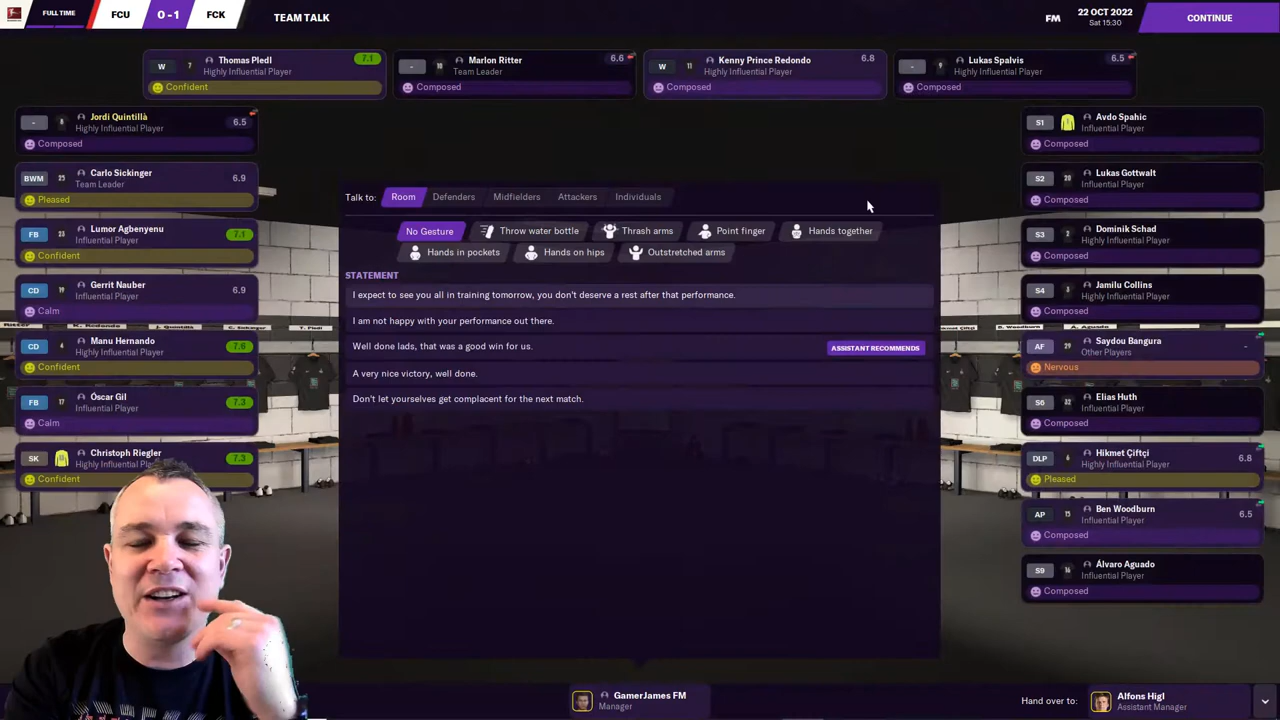 FULL TIME
FCU
0 - 1
FCK
TEAM TALK
FM
22 OCT 2022
Sat 15:30
CONTINUE
W 7 Thomas Pledl 7.1
Highly Influential Player
Confident
- 10 Marlon Ritter 6.6
Team Leader
Composed
W 11 Kenny Prince Redondo 6.8
Highly Influential Player
Composed
- 9 Lukas Spalvis 6.5
Highly Influential Player
Composed
- 8 Jordi Quintillà 6.5
Highly Influential Player
Composed
BWM 25 Carlo Sickinger 6.9
Team Leader
Pleased
FB 23 Lumor Agbenyenu 7.1
Influential Player
Confident
CD 19 Gerrit Nauber 6.9
Influential Player
Calm
CD 4 Manu Hernando 7.6
Influential Player
Confident
FB 17 Óscar Gil 7.3
Influential Player
Calm
SK Christoph Riegler 7.3
Highly Influential Player
Confident
Talk to: Room Defenders Midfielders Attackers Individuals
No Gesture Throw water bottle Thrash arms Point finger Hands together
Hands in pockets Hands on hips Outstretched arms
STATEMENT
I expect to see you all in training tomorrow, you don't deserve a rest after that performance.
I am not happy with your performance out there.
Well done lads, that was a good win for us.
ASSISTANT RECOMMENDS
A very nice victory, well done.
Don't let yourselves get complacent for the next match.
S1 Avdo Spahic
Influential Player
Composed
S2 20 Lukas Gottwalt
Influential Player
Composed
S3 2 Dominik Schad
Highly Influential Player
Composed
S4 3 Jamilu Collins
Highly Influential Player
Composed
AF 29 Saydou Bangura -
Other Players
Nervous
S6 32 Elias Huth
Influential Player
Composed
DLP 6 Hikmet Çiftçi 6.8
Highly Influential Player
Pleased
AP 15 Ben Woodburn 6.5
Influential Player
Composed
S9 16 Álvaro Aguado
Influential Player
Composed
GamerJames FM
Manager
Hand over to:
Alfons Higl
Assistant Manager